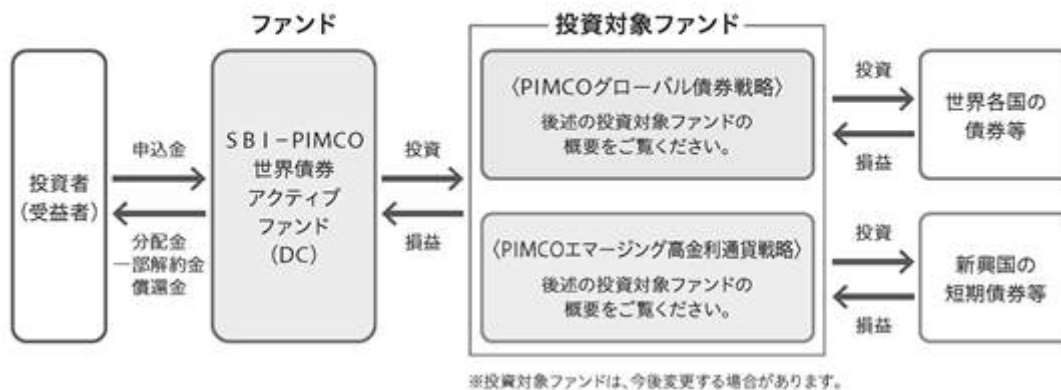 ファンド
投資対象ファンド
投資者
(受益者)
申込金
分配金
一部解約金
償還金
SBI-PIMCO
世界債券
アクティブ
ファンド
(DC)
投資
損益
〈PIMCOグローバル債券戦略〉
後述の投資対象ファンドの
概要をご覧ください。
投資
損益
世界各国の
債券等
〈PIMCOエマージング高金利通貨戦略〉
後述の投資対象ファンドの
概要をご覧ください。
投資
損益
新興国の
短期債券等
※投資対象ファンドは、今後変更する場合があります。